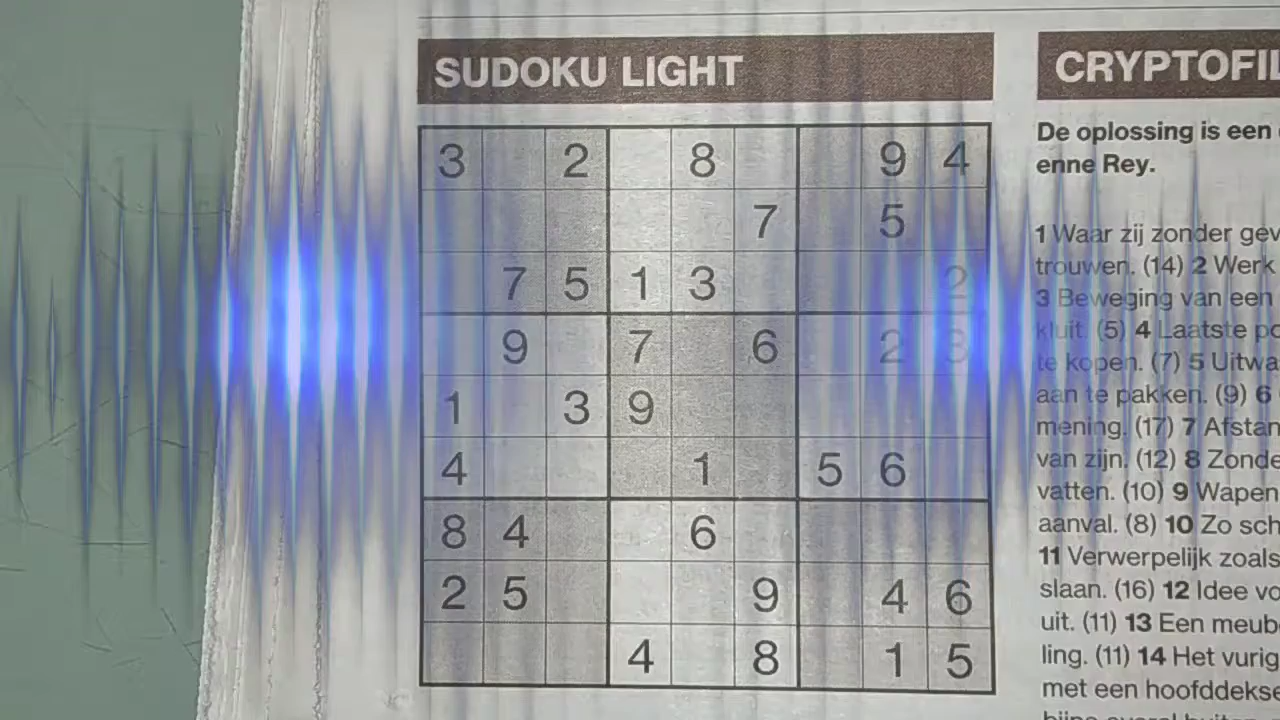 SUDOKU LIGHT
3 2 8 9 4
7 5
7 5 1 3 2
9 7 6 2 3
1 3 9
4 1 5 6
8 4 6
2 5 9 4 6
4 8 1 5
CRYPTOFIL
De oplossing is een
enne Rey.
1 Waar zij zonder gev
trouwen. (14) 2 Werk
3 Beweging van een
kluit. (5) 4 Laatste po
te kopen. (7) 5 Uitwa
aan te pakken. (9) 6
mening. (17) 7 Afstan
van zijn. (12) 8 Zonde
vatten. (10) 9 Wapen
aanval. (8) 10 Zo sch
11 Verwerpelijk zoals
slaan. (16) 12 Idee vo
uit. (11) 13 Een meub
ling. (11) 14 Het vurig
met een hoofddekse